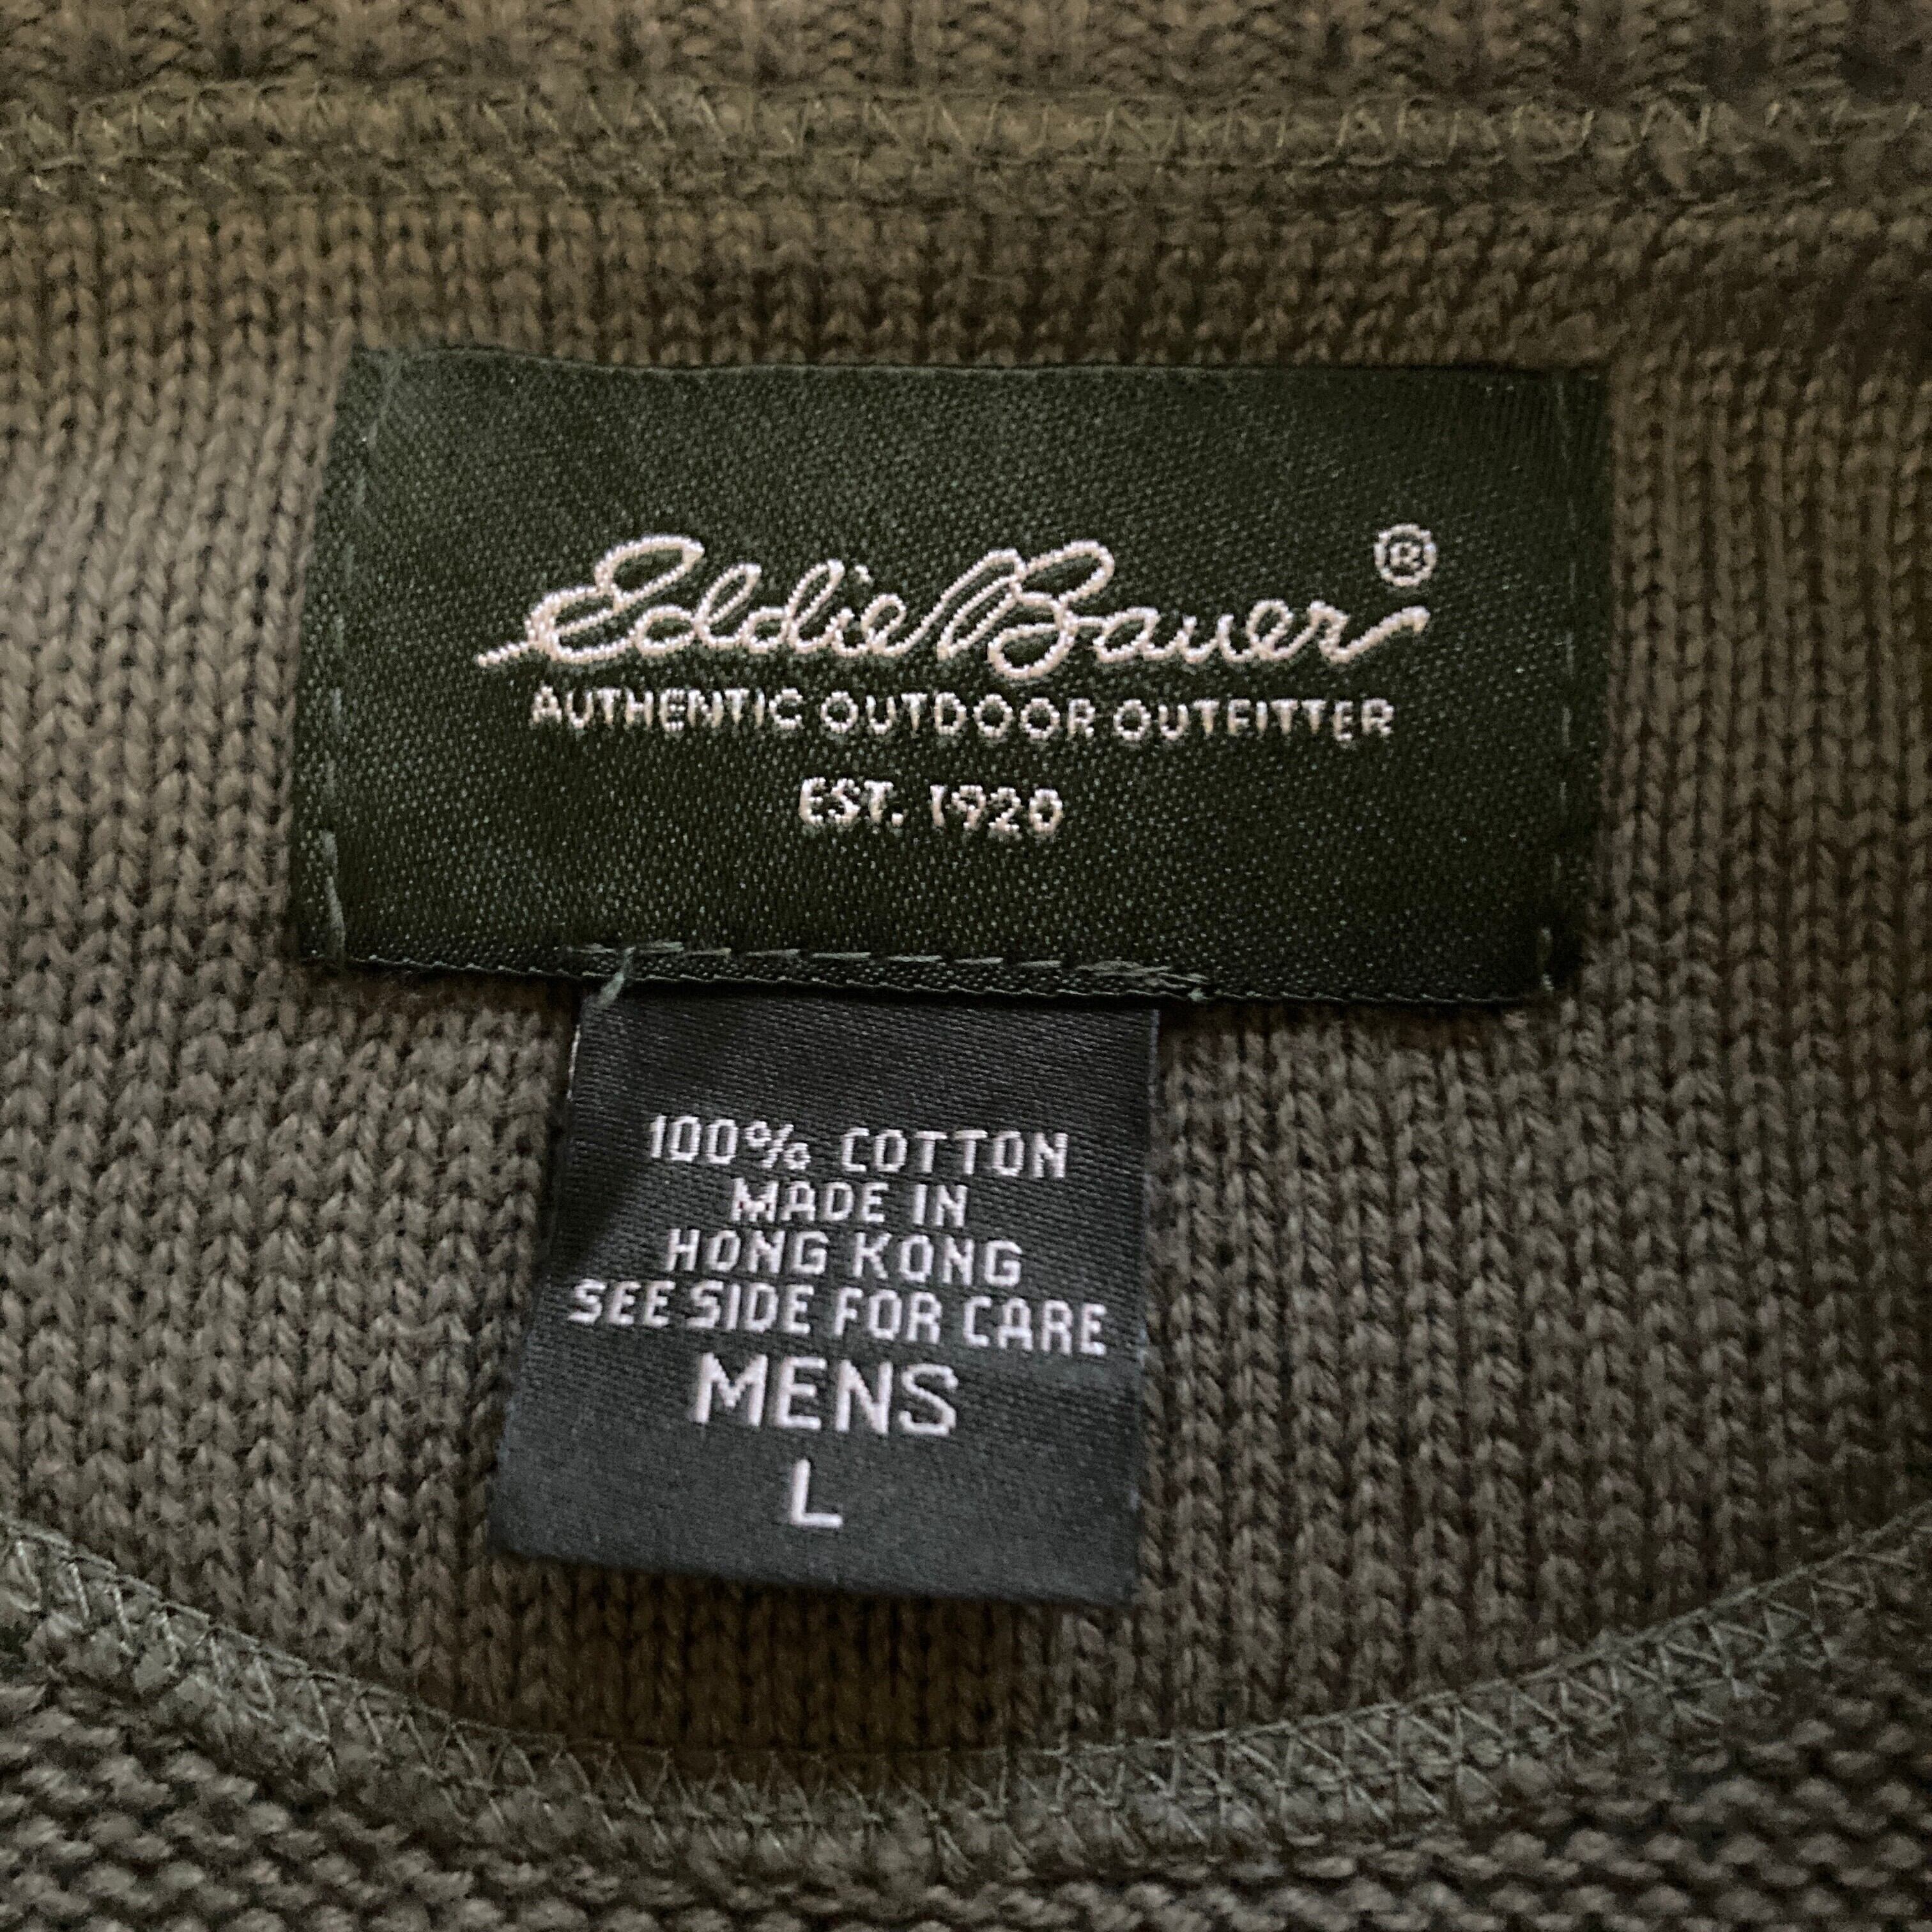 Eddie Bauer®
AUTHENTIC OUTDOOR OUTFITTER
EST. 1920
100% COTTON
MADE IN
HONG KONG
SEE SIDE FOR CARE
MENS
L